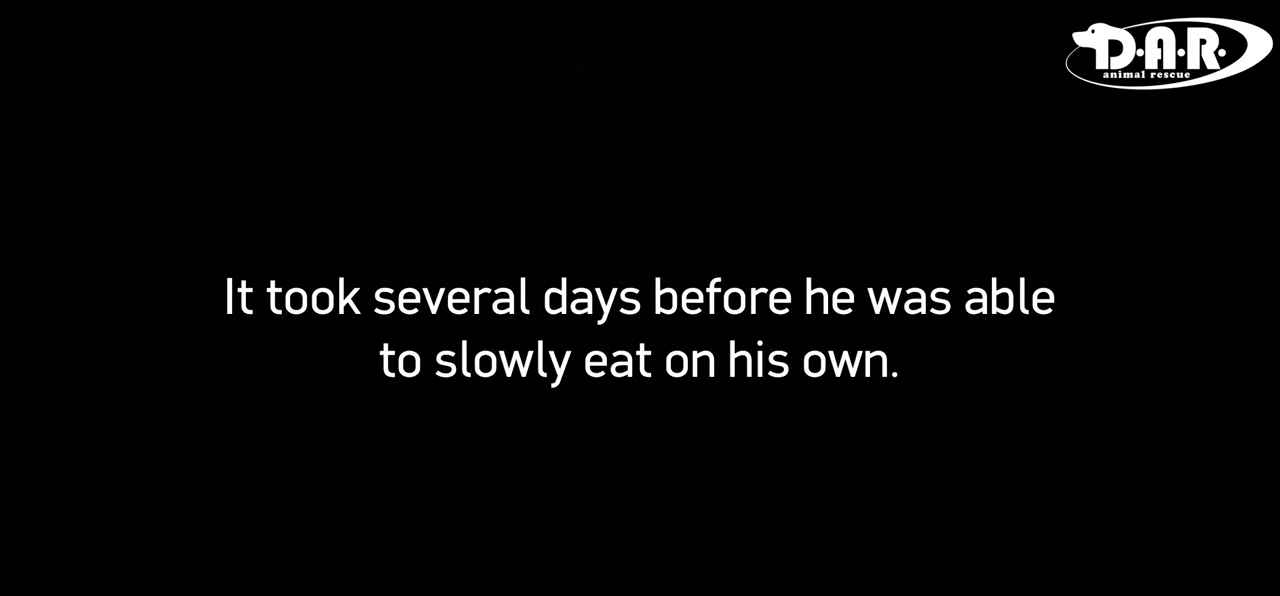 D·A·R·
animal rescue
It took several days before he was able
to slowly eat on his own.